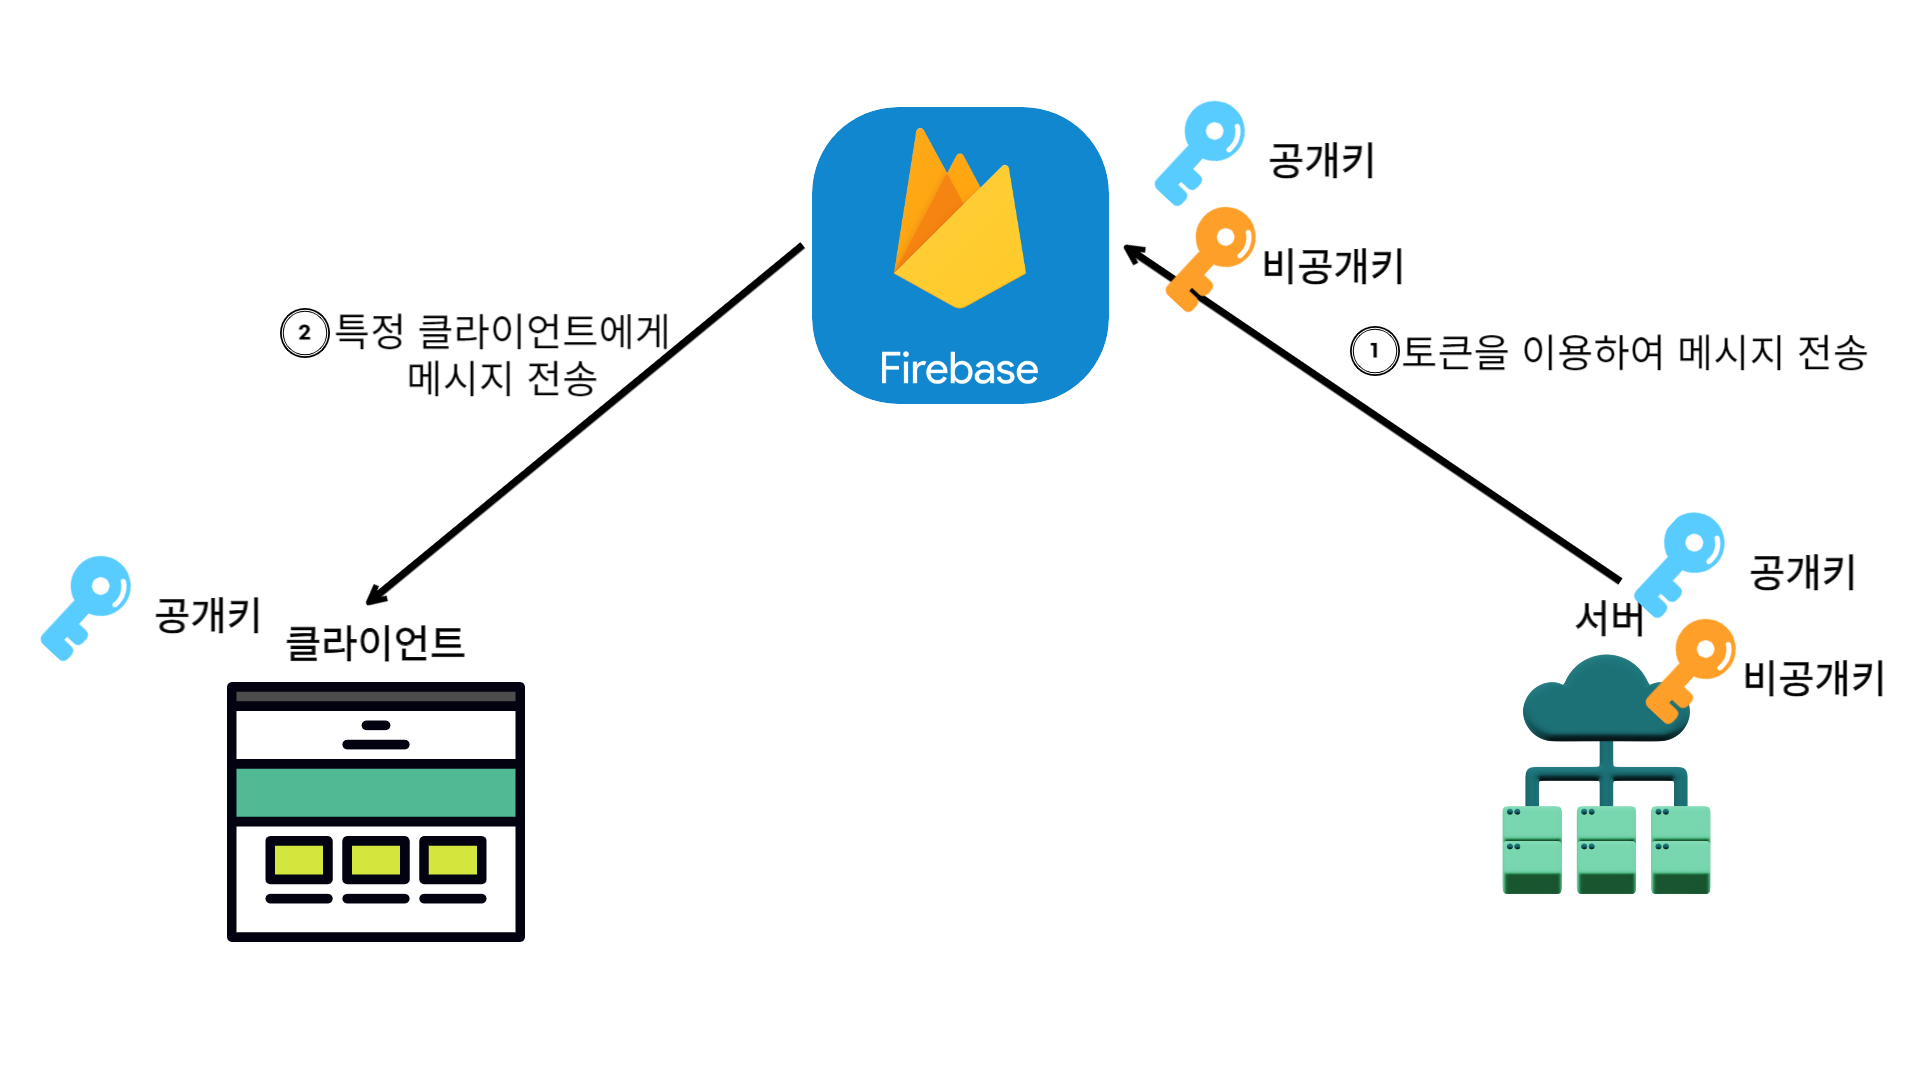 Firebase
공개키
비공개키
2
특정 클라이언트에게
메시지 전송
1
토큰을 이용하여 메시지 전송
공개키
클라이언트
공개키
서버
비공개키